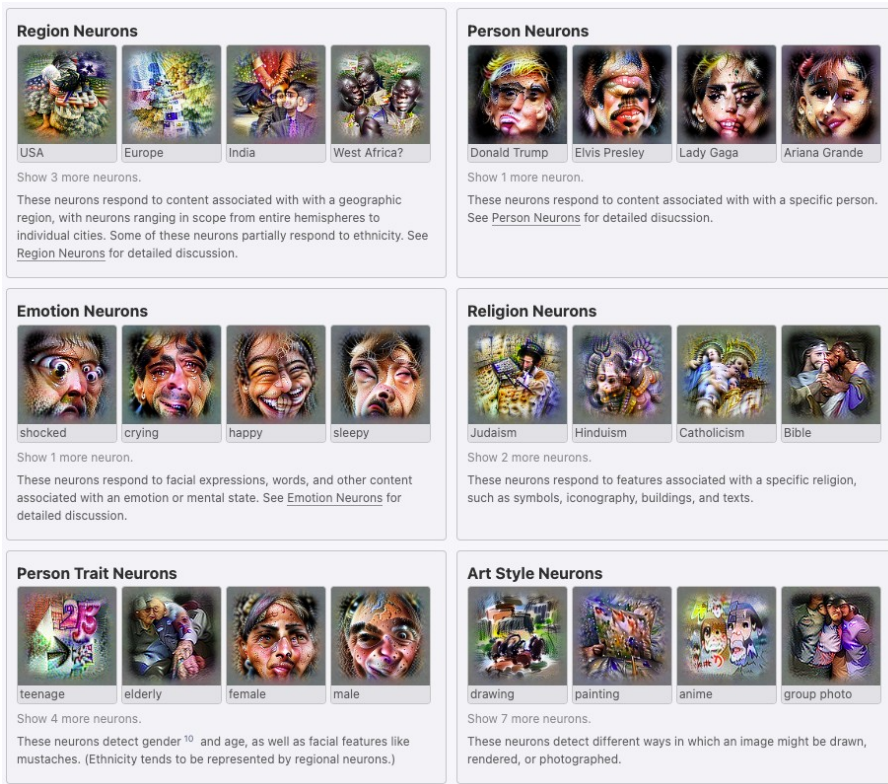 Region Neurons
USA
Europe
India
West Africa?
Show 3 more neurons.
These neurons respond to content associated with with a geographic
region, with neurons ranging in scope from entire hemispheres to
individual cities. Some of these neurons partially respond to ethnicity. See
Region Neurons for detailed discussion.
Person Neurons
Donald Trump
Elvis Presley
Lady Gaga
Ariana Grande
Show 1 more neuron.
These neurons respond to content associated with with a specific person.
See Person Neurons for detailed disucssion.
Emotion Neurons
shocked
crying
happy
sleepy
Show 1 more neuron.
These neurons respond to facial expressions, words, and other content
associated with an emotion or mental state. See Emotion Neurons for
detailed discussion.
Religion Neurons
Judaism
Hinduism
Catholicism
Bible
Show 2 more neurons.
These neurons respond to features associated with a specific religion,
such as symbols, iconography, buildings, and texts.
Person Trait Neurons
teenage
elderly
female
male
Show 4 more neurons.
These neurons detect gender 10 and age, as well as facial features like
mustaches. (Ethnicity tends to be represented by regional neurons.)
Art Style Neurons
drawing
painting
anime
group photo
Show 7 more neurons.
These neurons detect different ways in which an image might be drawn,
rendered, or photographed.